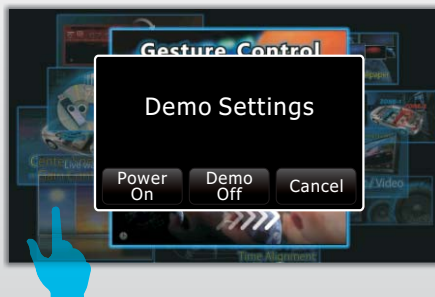 Gesture Control
Demo Settings
Power
On
Demo
Off
Cancel
Time Alignment